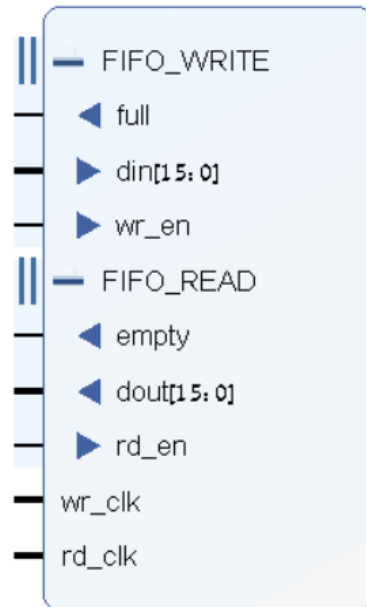 FIFO_WRITE
full
din[15:0]
wr_en
FIFO_READ
empty
dout[15:0]
rd_en
wr_clk
rd_clk